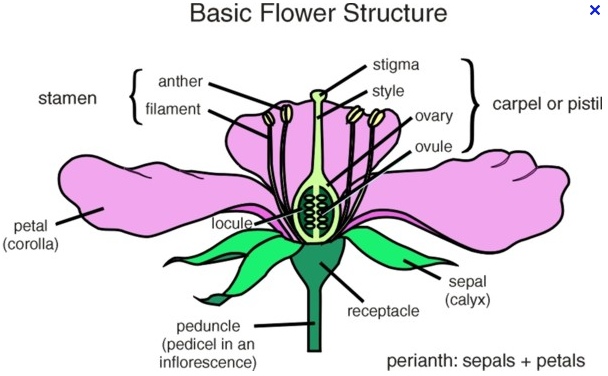 Basic Flower Structure
stamen
anther
filament
stigma
style
ovary
ovule
carpel or pistil
petal
(corolla)
locule
sepal
(calyx)
receptacle
peduncle
(pedicel in an
inflorescence)
perianth: sepals + petals